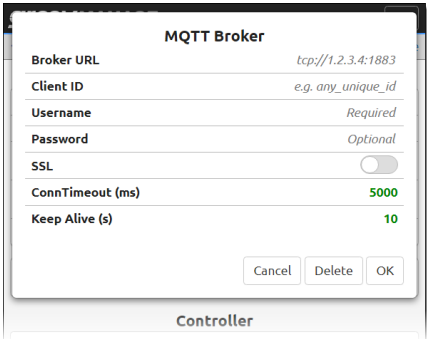 MQTT Broker
Broker URL tcp://1.2.3.4:1883
Client ID e.g. any_unique_id
Username Required
Password Optional
SSL
ConnTimeout (ms) 5000
Keep Alive (s) 10
Cancel Delete OK
Controller